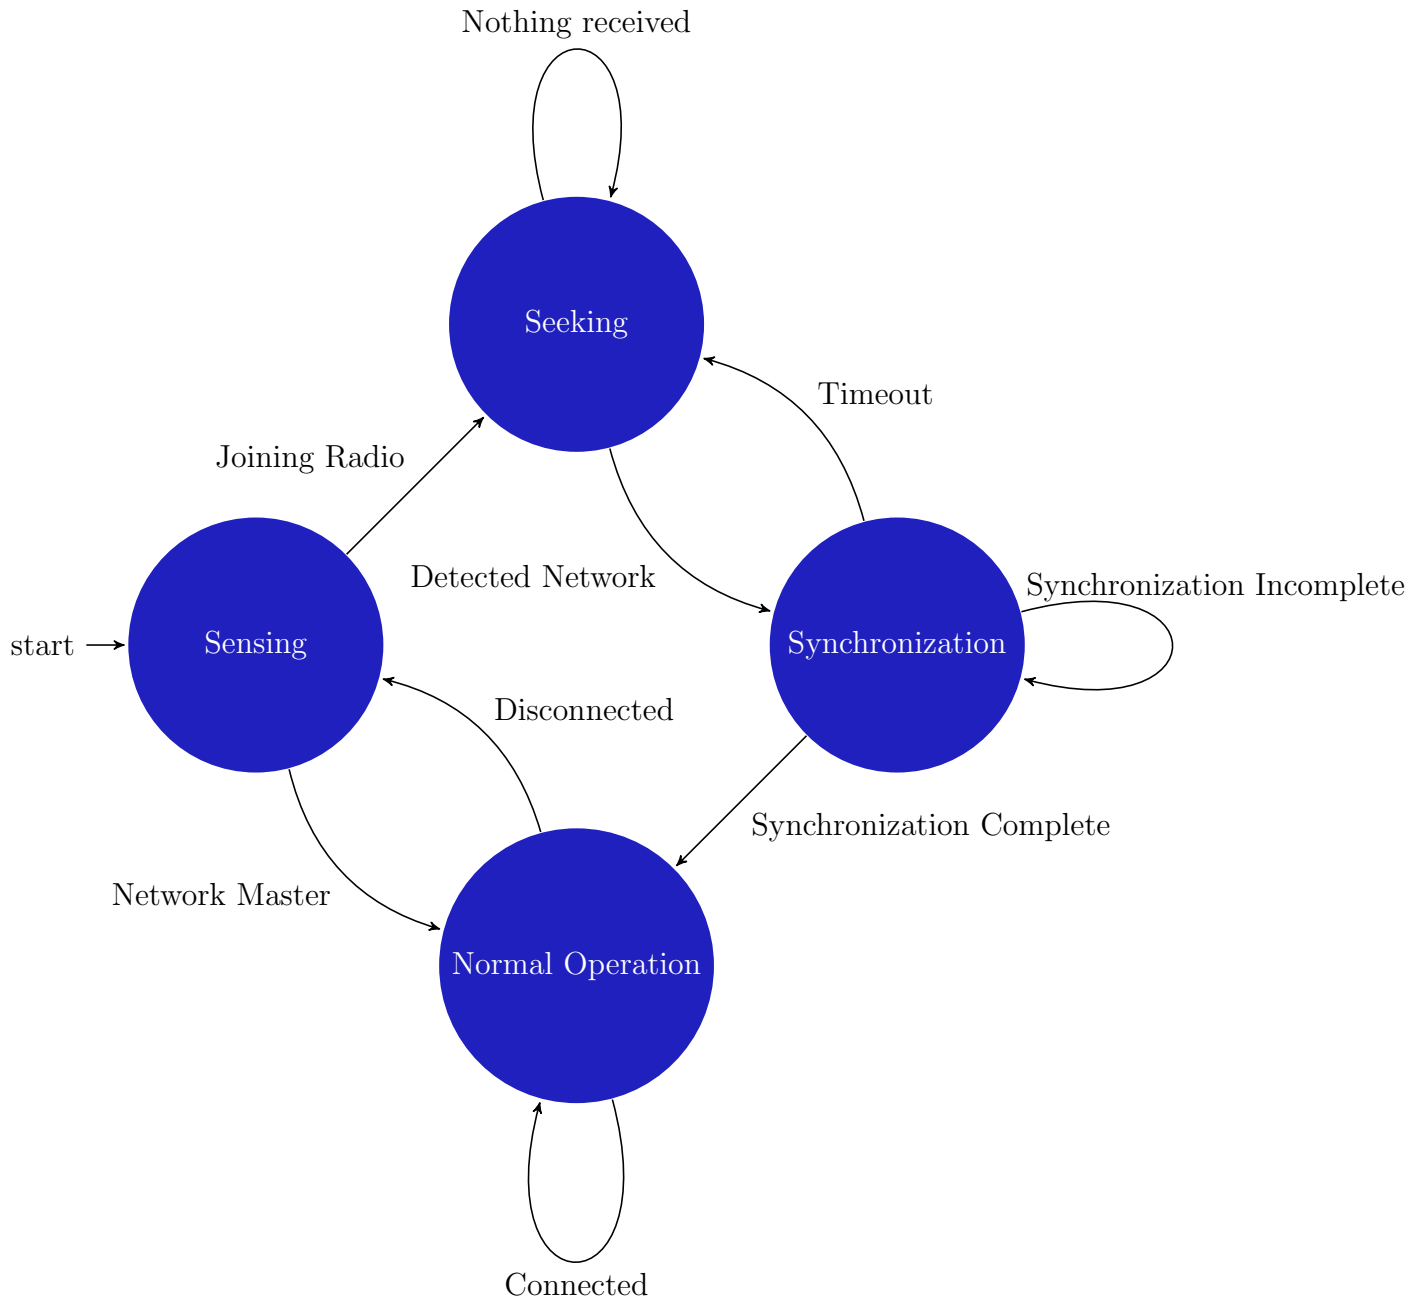 Nothing received
Seeking
Timeout
Joining Radio
Detected Network
Synchronization Incomplete
start
Sensing
Synchronization
Disconnected
Synchronization Complete
Network Master
Normal Operation
Connected